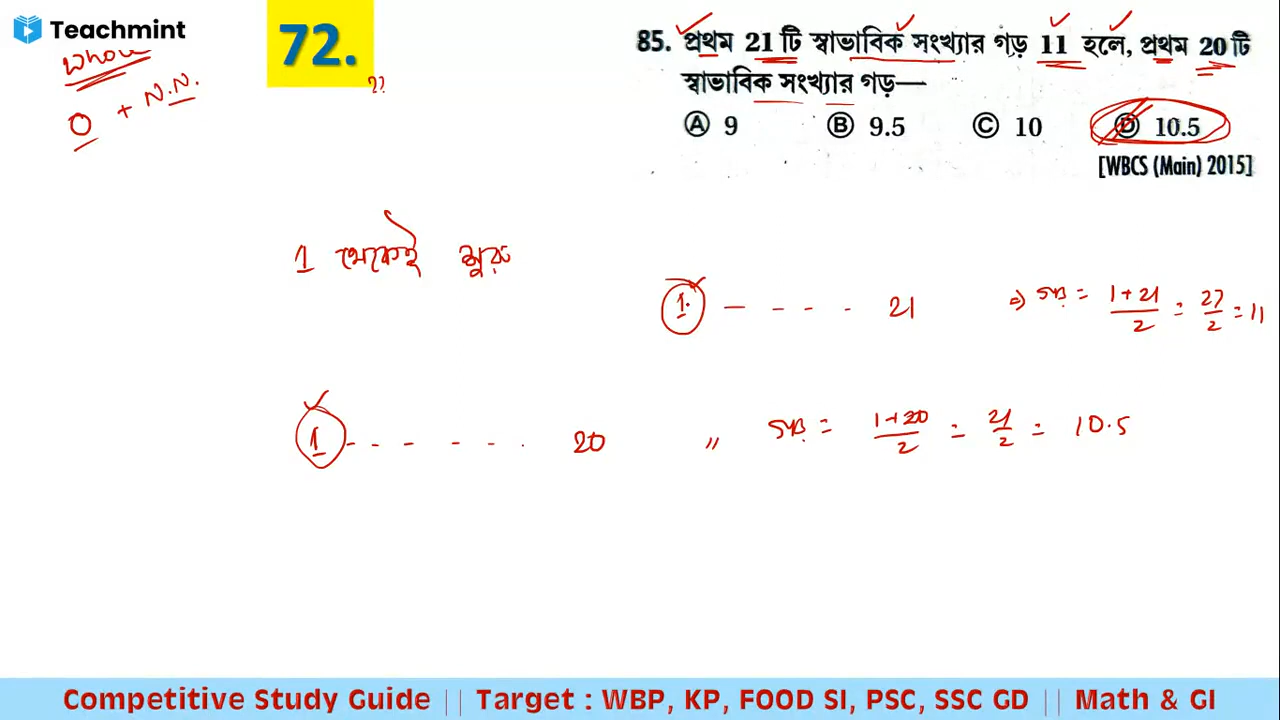 Teachmint
whole
0 + N.N.
72.
85. প্রথম 21 টি স্বাভাবিক সংখ্যার গড় 11 হলে, প্রথম 20 টি
স্বাভাবিক সংখ্যার গড়—
Ⓐ 9 Ⓑ 9.5 Ⓒ 10 Ⓓ 10.5
[WBCS (Main) 2015]
1 থেকেই শুরু
1 - - - - 21 ⇒ গড় = 1+21/2 = 22/2 = 11
1 - - - - - - 20 " গড় = 1+20/2 = 21/2 = 10.5
Competitive Study Guide || Target : WBP, KP, FOOD SI, PSC, SSC GD || Math & GI